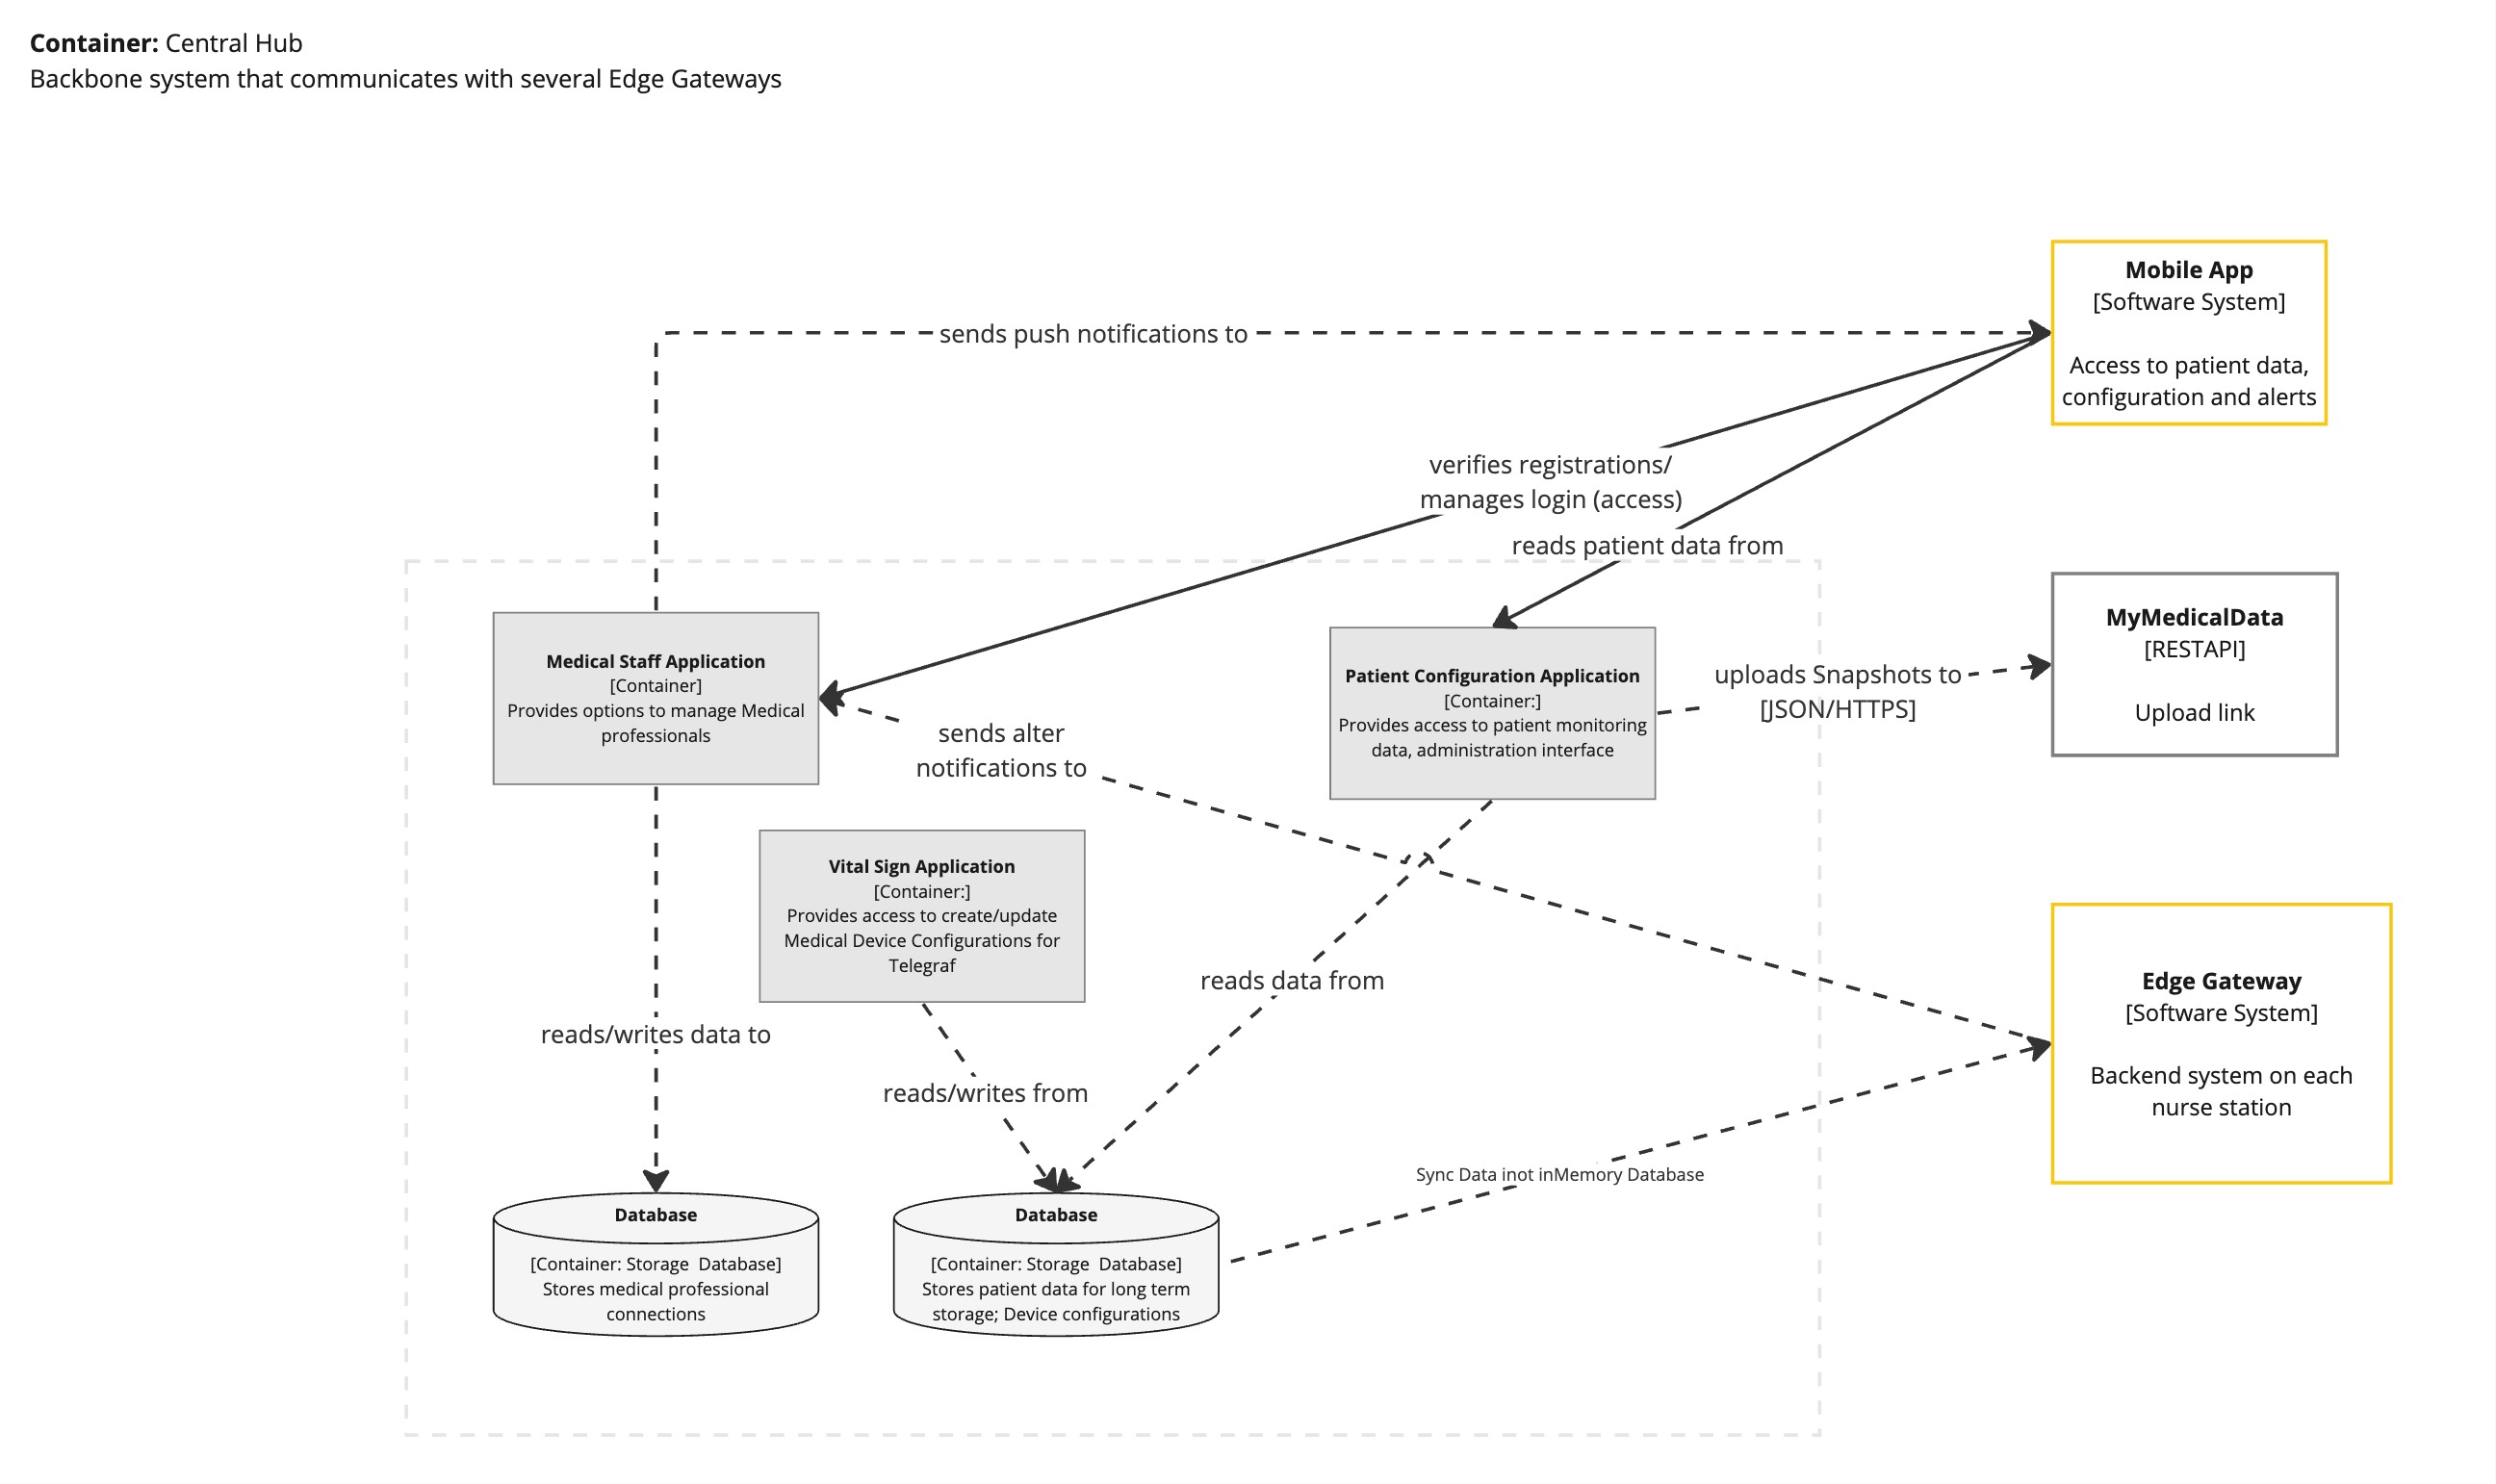 Container: Central Hub
Backbone system that communicates with several Edge Gateways
Mobile App
[Software System]
Access to patient data,
configuration and alerts
sends push notifications to
verifies registrations/
manages login (access)
reads patient data from
Medical Staff Application
[Container]
Provides options to manage Medical
professionals
Patient Configuration Application
[Container:]
Provides access to patient monitoring
data, administration interface
uploads Snapshots to
[JSON/HTTPS]
MyMedicalData
[RESTAPI]
Upload link
sends alter
notifications to
Vital Sign Application
[Container:]
Provides access to create/update
Medical Device Configurations for
Telegraf
Edge Gateway
[Software System]
Backend system on each
nurse station
reads data from
reads/writes data to
reads/writes from
Sync Data inot inMemory Database
Database
[Container: Storage  Database]
Stores medical professional
connections
Database
[Container: Storage  Database]
Stores patient data for long term
storage; Device configurations